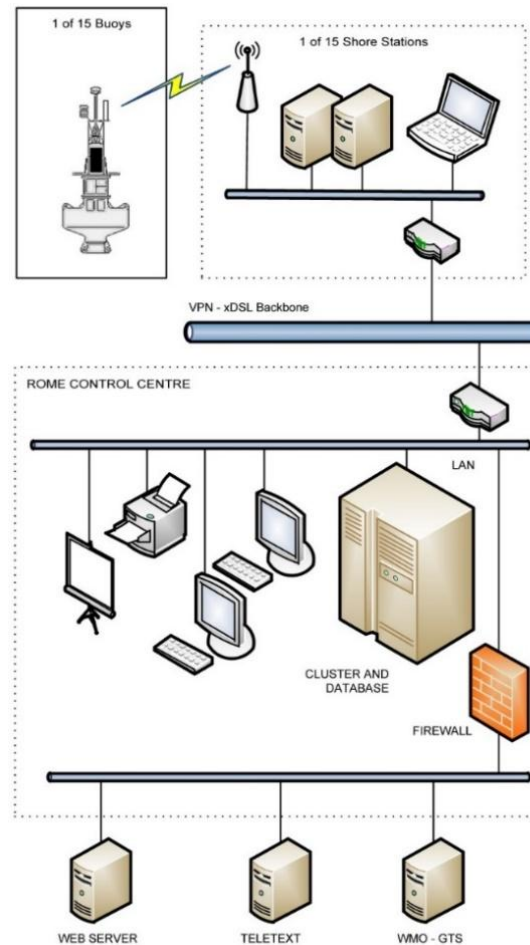 1 of 15 Buoys
1 of 15 Shore Stations
VPN - xDSL Backbone
ROME CONTROL CENTRE
LAN
CLUSTER AND
DATABASE
FIREWALL
WEB SERVER
TELETEXT
WMO - GTS